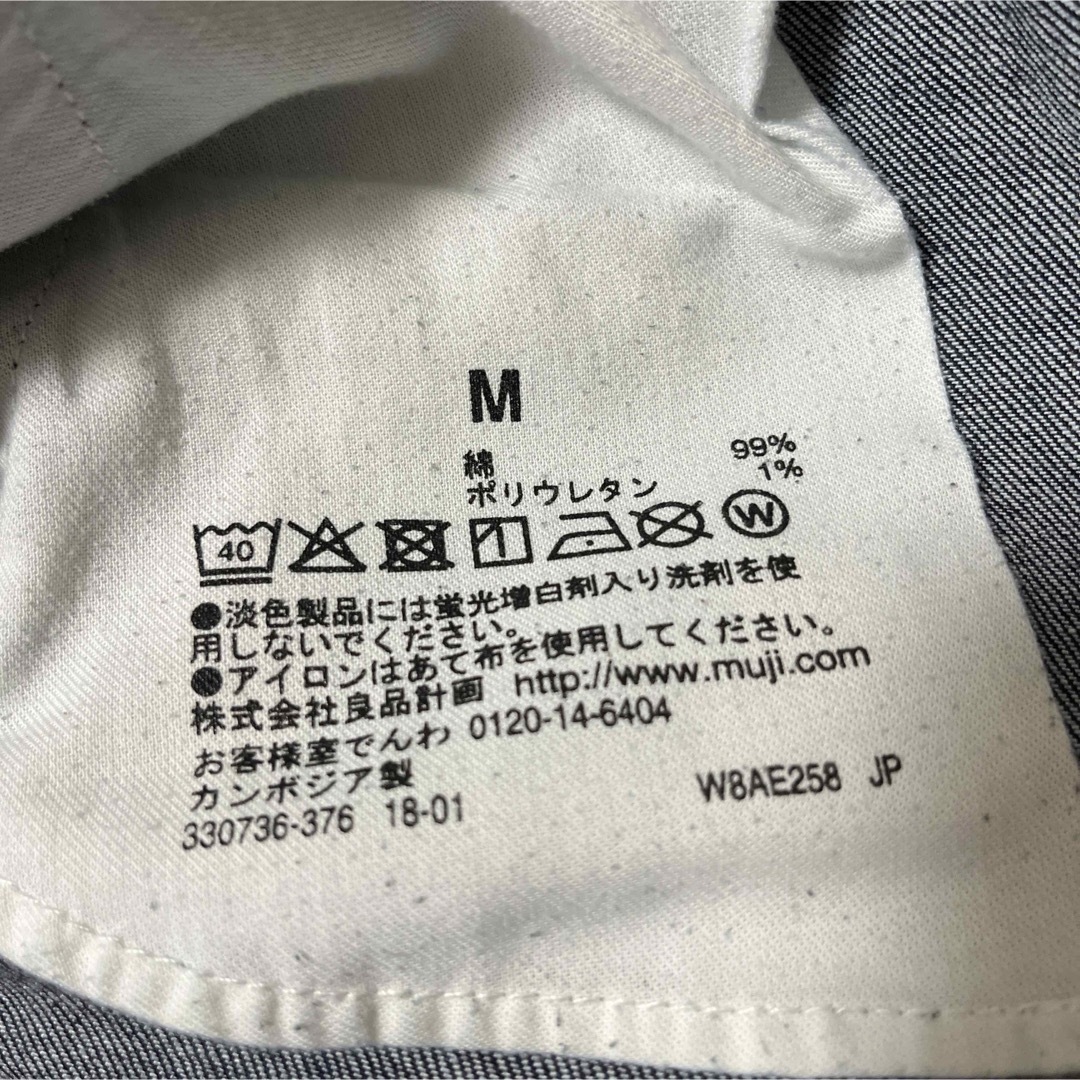 M
綿 99%
ポリウレタン 1%
40 W
●淡色製品には蛍光増白剤入り洗剤を使
用しないでください。
●アイロンはあて布を使用してください。
株式会社良品計画 http://www.muji.com
お客様室でんわ 0120-14-6404
カンボジア製
330736-376 18-01 W8AE258 JP